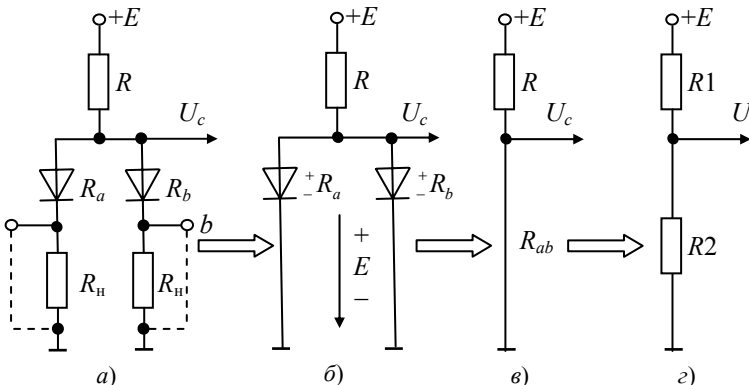 +E
+E
+E
+E
R
R
R
R1
U_c
U_c
U_c
U
R_a
R_b
+
−
R_a
+
−
R_b
b
R_н
R_н
+
E
−
R_ab
R2
а)
б)
в)
г)